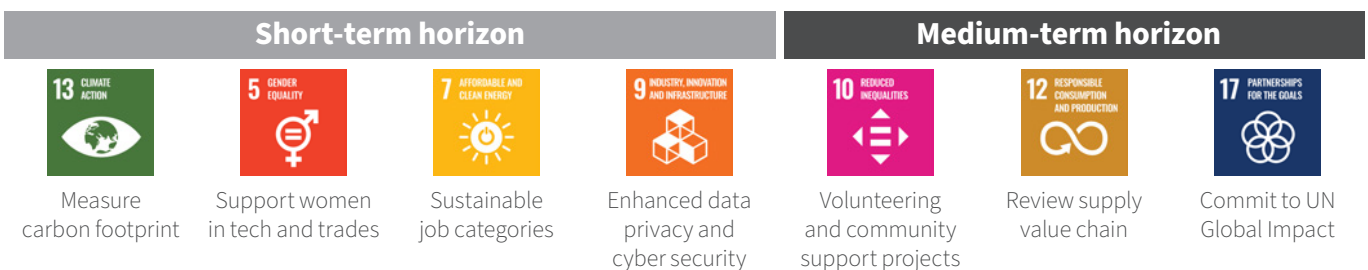 Short-term horizon
Medium-term horizon
13 CLIMATE
ACTION
5 GENDER
EQUALITY
7 AFFORDABLE AND
CLEAN ENERGY
9 INDUSTRY, INNOVATION
AND INFRASTRUCTURE
10 REDUCED
INEQUALITIES
12 RESPONSIBLE
CONSUMPTION
AND PRODUCTION
17 PARTNERSHIPS
FOR THE GOALS
Measure
carbon footprint
Support women
in tech and trades
Sustainable
job categories
Enhanced data
privacy and
cyber security
Volunteering
and community
support projects
Review supply
value chain
Commit to UN
Global Impact